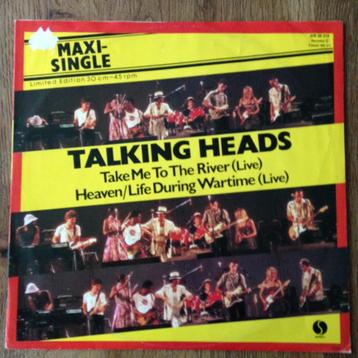 MAXI-
SINGLE
Limited Edition 30 cm-45 rpm
TALKING HEADS
Take Me To The River (Live)
Heaven/Life During Wartime (Live)